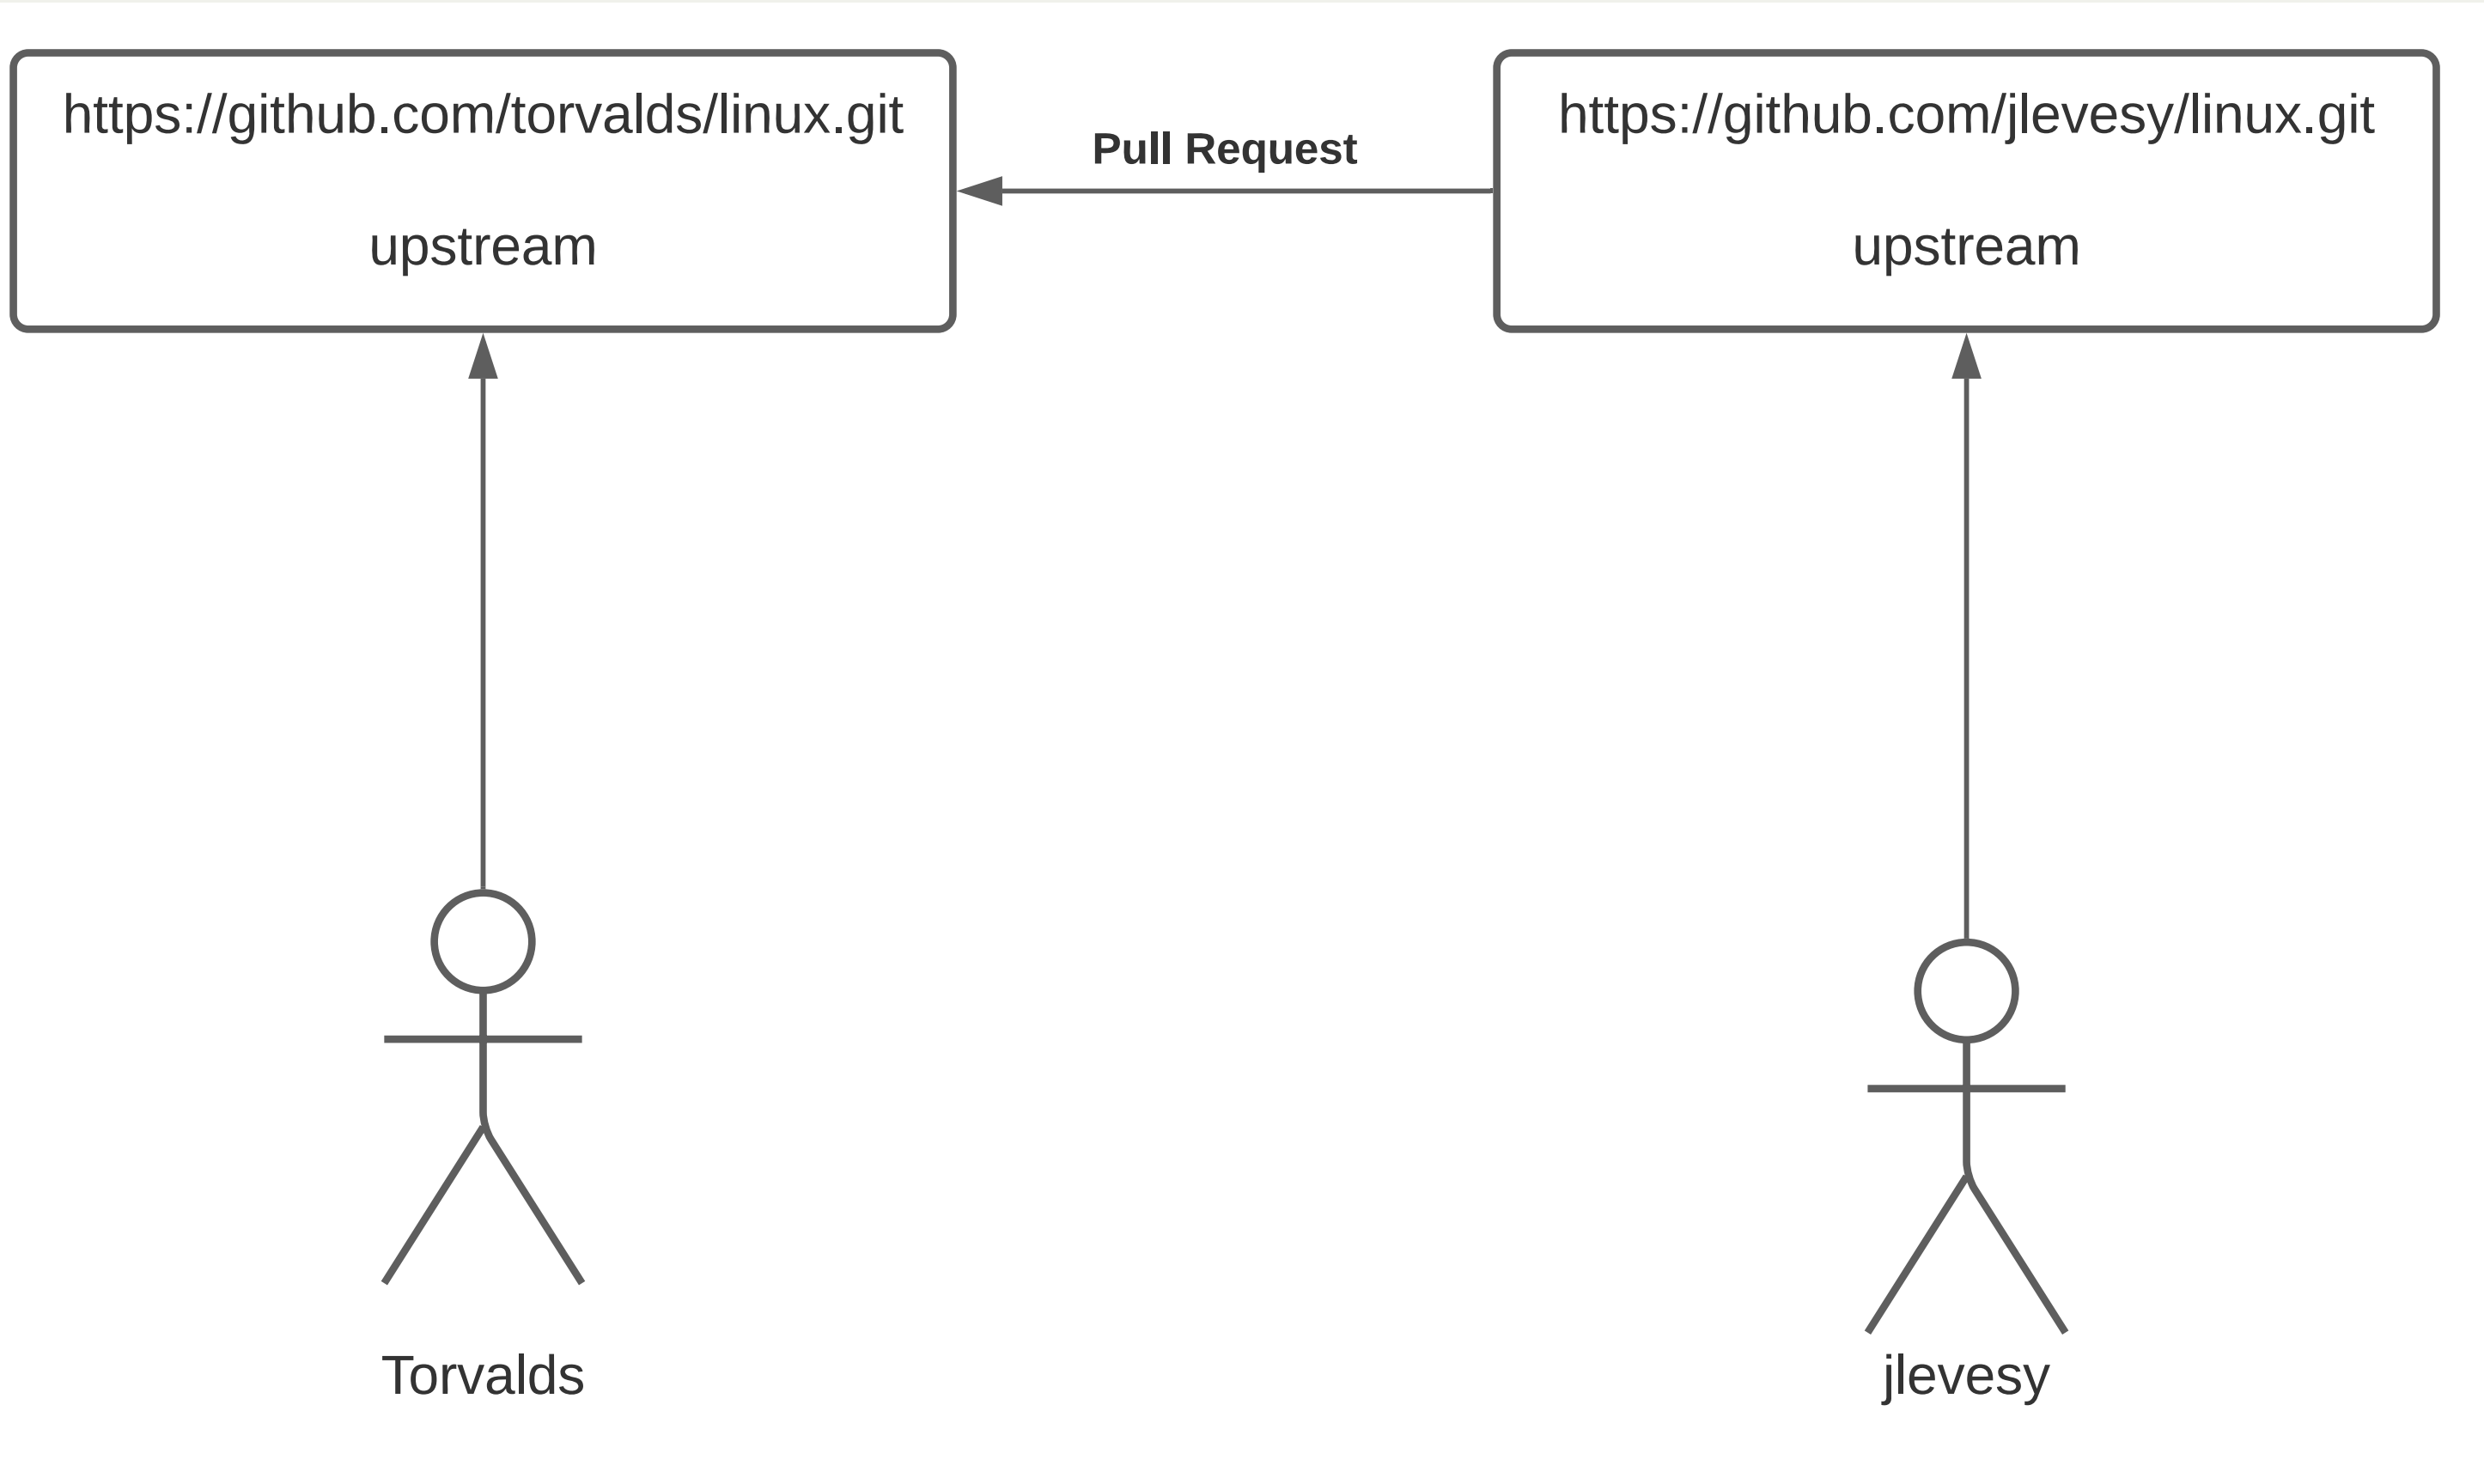 https://github.com/torvalds/linux.git
upstream
Pull Request
https://github.com/jlevesy/linux.git
upstream
Torvalds
jlevesy